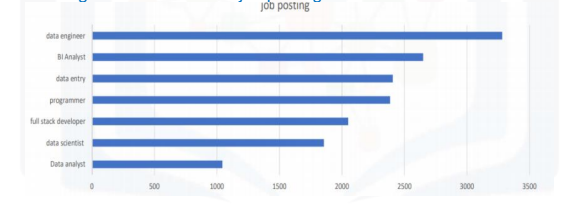 job posting
data engineer
BI Analyst
data entry
programmer
full stack developer
data scientist
Data analyst
0 500 1000 1500 2000 2500 3000 3500